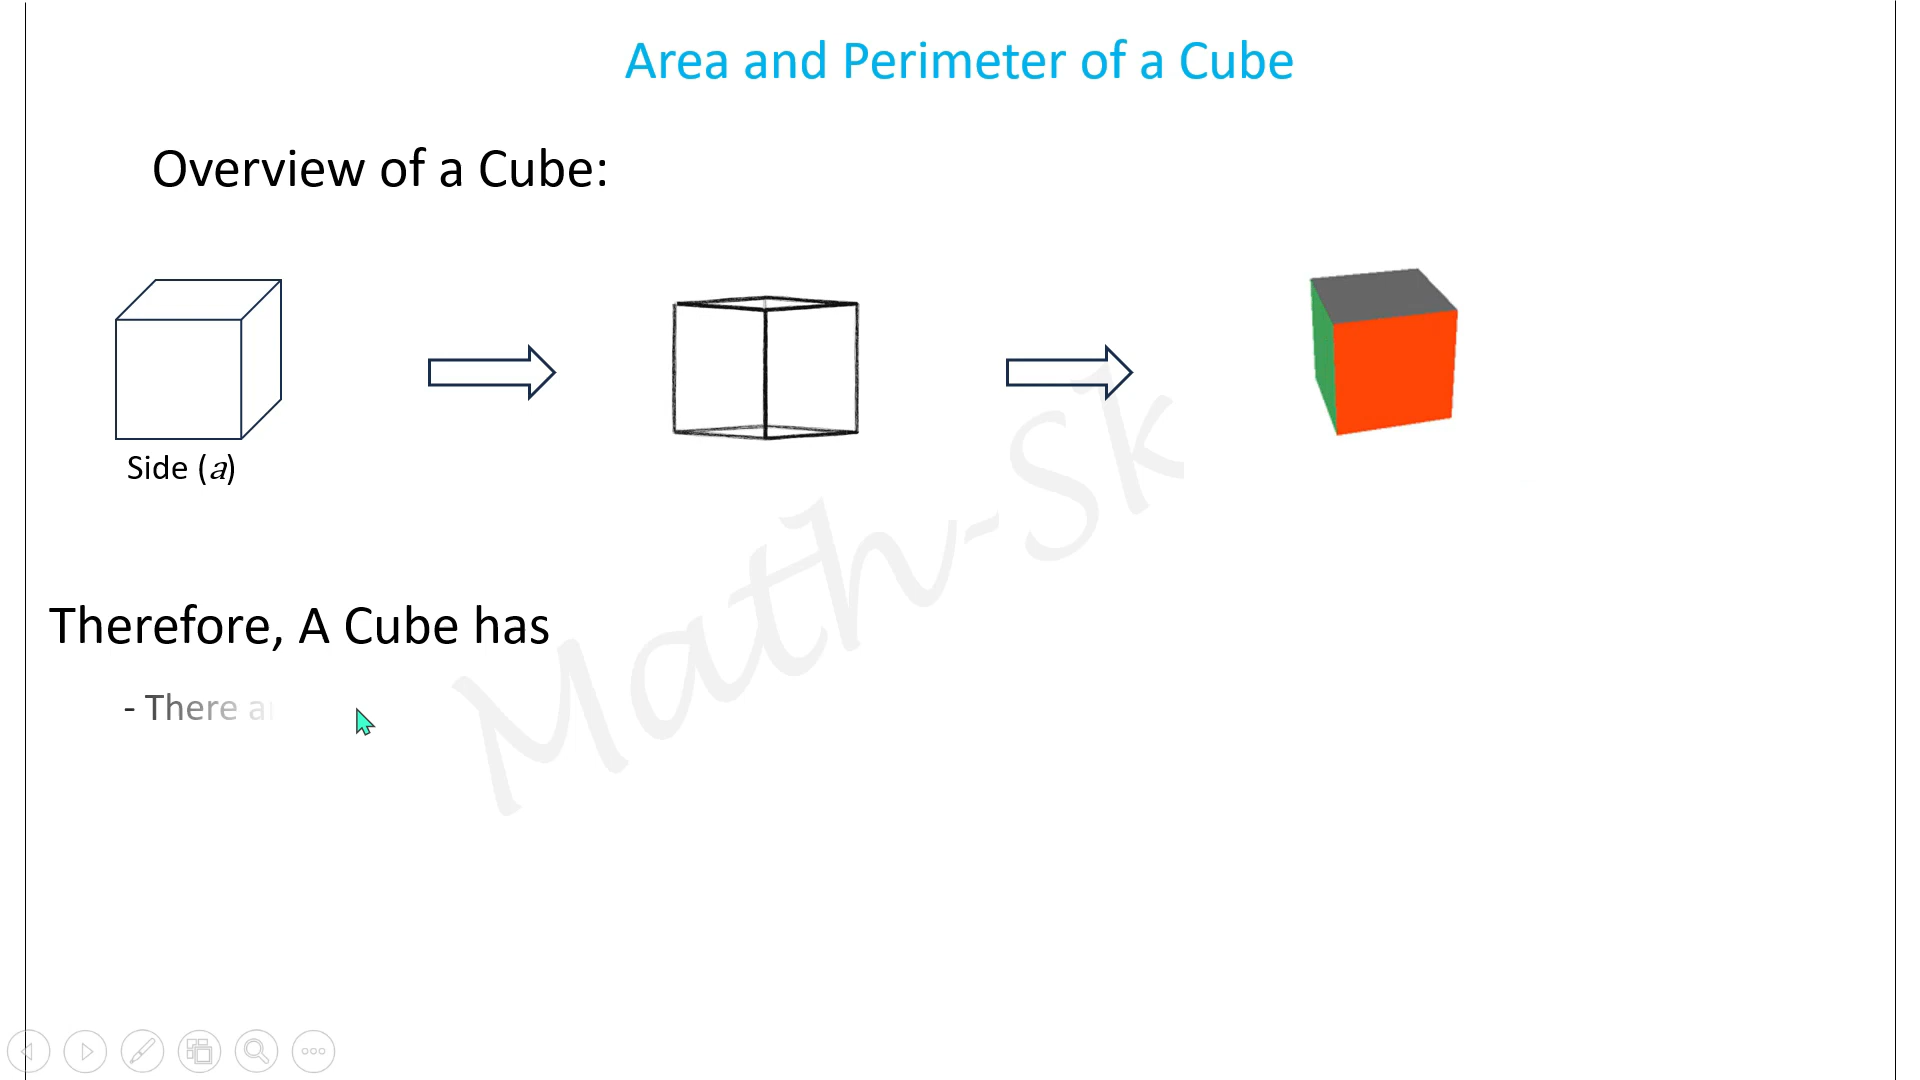 Area and Perimeter of a Cube
Overview of a Cube:
Side (a)
Math-Sk
Therefore, A Cube has
- There